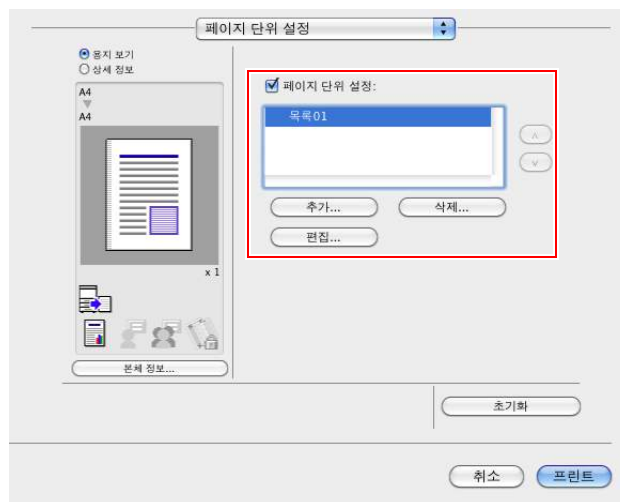 페이지 단위 설정
용지 보기
상세 정보
A4
A4
x 1
본체 정보...
페이지 단위 설정:
목록01
추가...
삭제...
편집...
초기화
취소
프린트